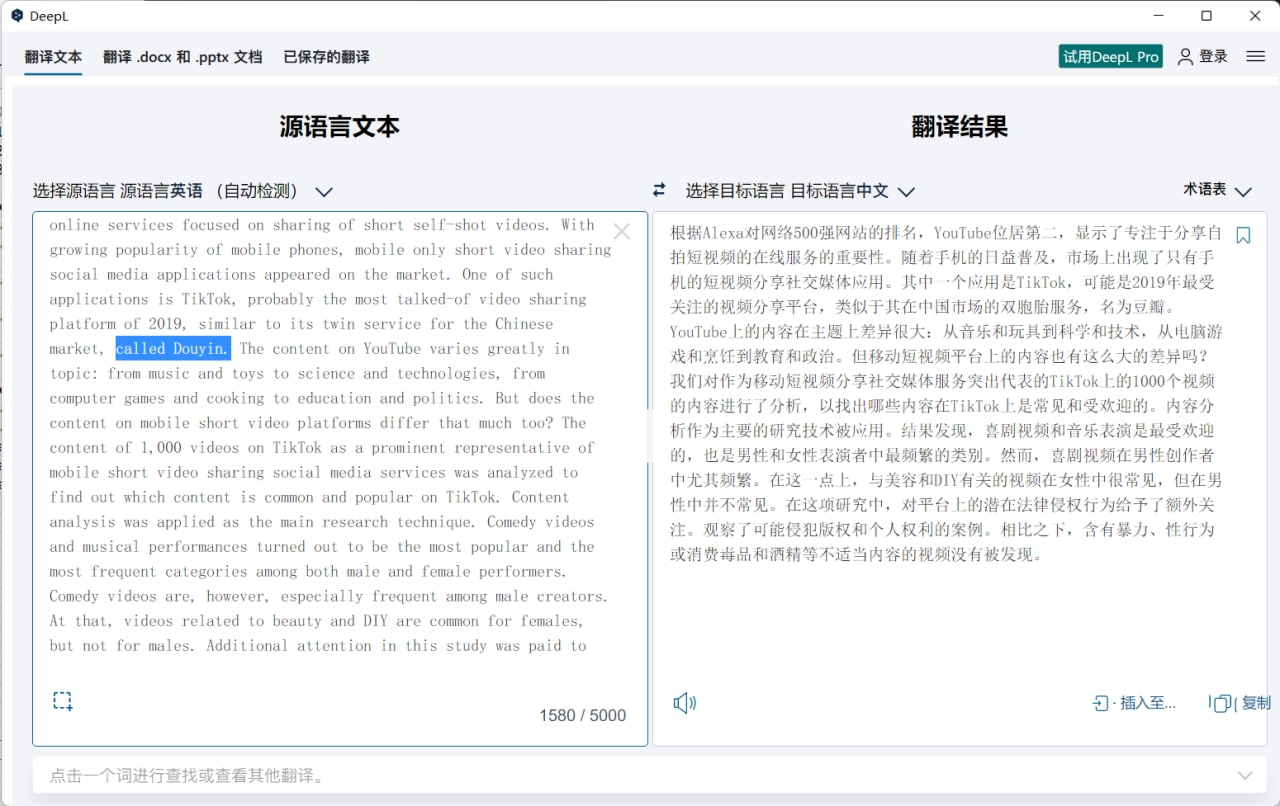 DeepL
翻译文本 翻译 .docx 和 .pptx 文档 已保存的翻译 试用DeepL Pro 登录
源语言文本 翻译结果
选择源语言 源语言英语 （自动检测） 选择目标语言 目标语言中文 术语表
online services focused on sharing of short self-shot videos. With
growing popularity of mobile phones, mobile only short video sharing
social media applications appeared on the market. One of such
applications is TikTok, probably the most talked-of video sharing
platform of 2019, similar to its twin service for the Chinese
market, called Douyin. The content on YouTube varies greatly in
topic: from music and toys to science and technologies, from
computer games and cooking to education and politics. But does the
content on mobile short video platforms differ that much too? The
content of 1,000 videos on TikTok as a prominent representative of
mobile short video sharing social media services was analyzed to
find out which content is common and popular on TikTok. Content
analysis was applied as the main research technique. Comedy videos
and musical performances turned out to be the most popular and the
most frequent categories among both male and female performers.
Comedy videos are, however, especially frequent among male creators.
At that, videos related to beauty and DIY are common for females,
but not for males. Additional attention in this study was paid to
1580 / 5000
根据Alexa对网络500强网站的排名，YouTube位居第二，显示了专注于分享自
拍短视频的在线服务的重要性。随着手机的日益普及，市场上出现了只有手
机的短视频分享社交媒体应用。其中一个应用是TikTok，可能是2019年最受
关注的视频分享平台，类似于其在中国市场的双胞胎服务，名为豆瓣。
YouTube上的内容在主题上差异很大：从音乐和玩具到科学和技术，从电脑游
戏和烹饪到教育和政治。但移动短视频平台上的内容也有这么大的差异吗？
我们对作为移动短视频分享社交媒体服务突出代表的TikTok上的1000个视频
的内容进行了分析，以找出哪些内容在TikTok上是常见和受欢迎的。内容分
析作为主要的研究技术被应用。结果发现，喜剧视频和音乐表演是最受欢迎
的，也是男性和女性表演者中最频繁的类别。然而，喜剧视频在男性创作者
中尤其频繁。在这一点上，与美容和DIY有关的视频在女性中很常见，但在男
性中并不常见。在这项研究中，对平台上的潜在法律侵权行为给予了额外关
注。观察了可能侵犯版权和个人权利的案例。相比之下，含有暴力、性行为
或消费毒品和酒精等不适当内容的视频没有被发现。
插入至... 复制
点击一个词进行查找或查看其他翻译。